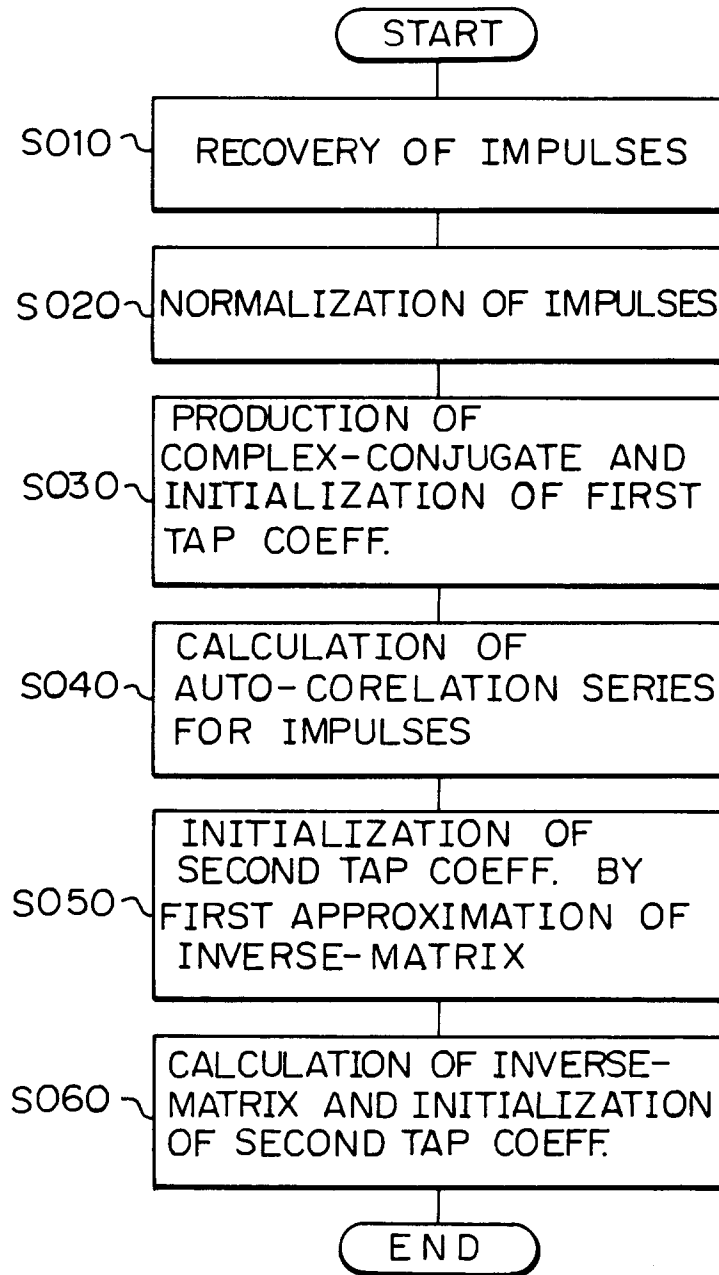 START
S010
RECOVERY OF IMPULSES
S020
NORMALIZATION OF IMPULSES
S030
PRODUCTION OF
COMPLEX-CONJUGATE AND
INITIALIZATION OF FIRST
TAP COEFF.
S040
CALCULATION OF
AUTO-CORELATION SERIES
FOR IMPULSES
S050
INITIALIZATION OF
SECOND TAP COEFF. BY
FIRST APPROXIMATION OF
INVERSE-MATRIX
S060
CALCULATION OF INVERSE-
MATRIX AND INITIALIZATION
OF SECOND TAP COEFF.
END